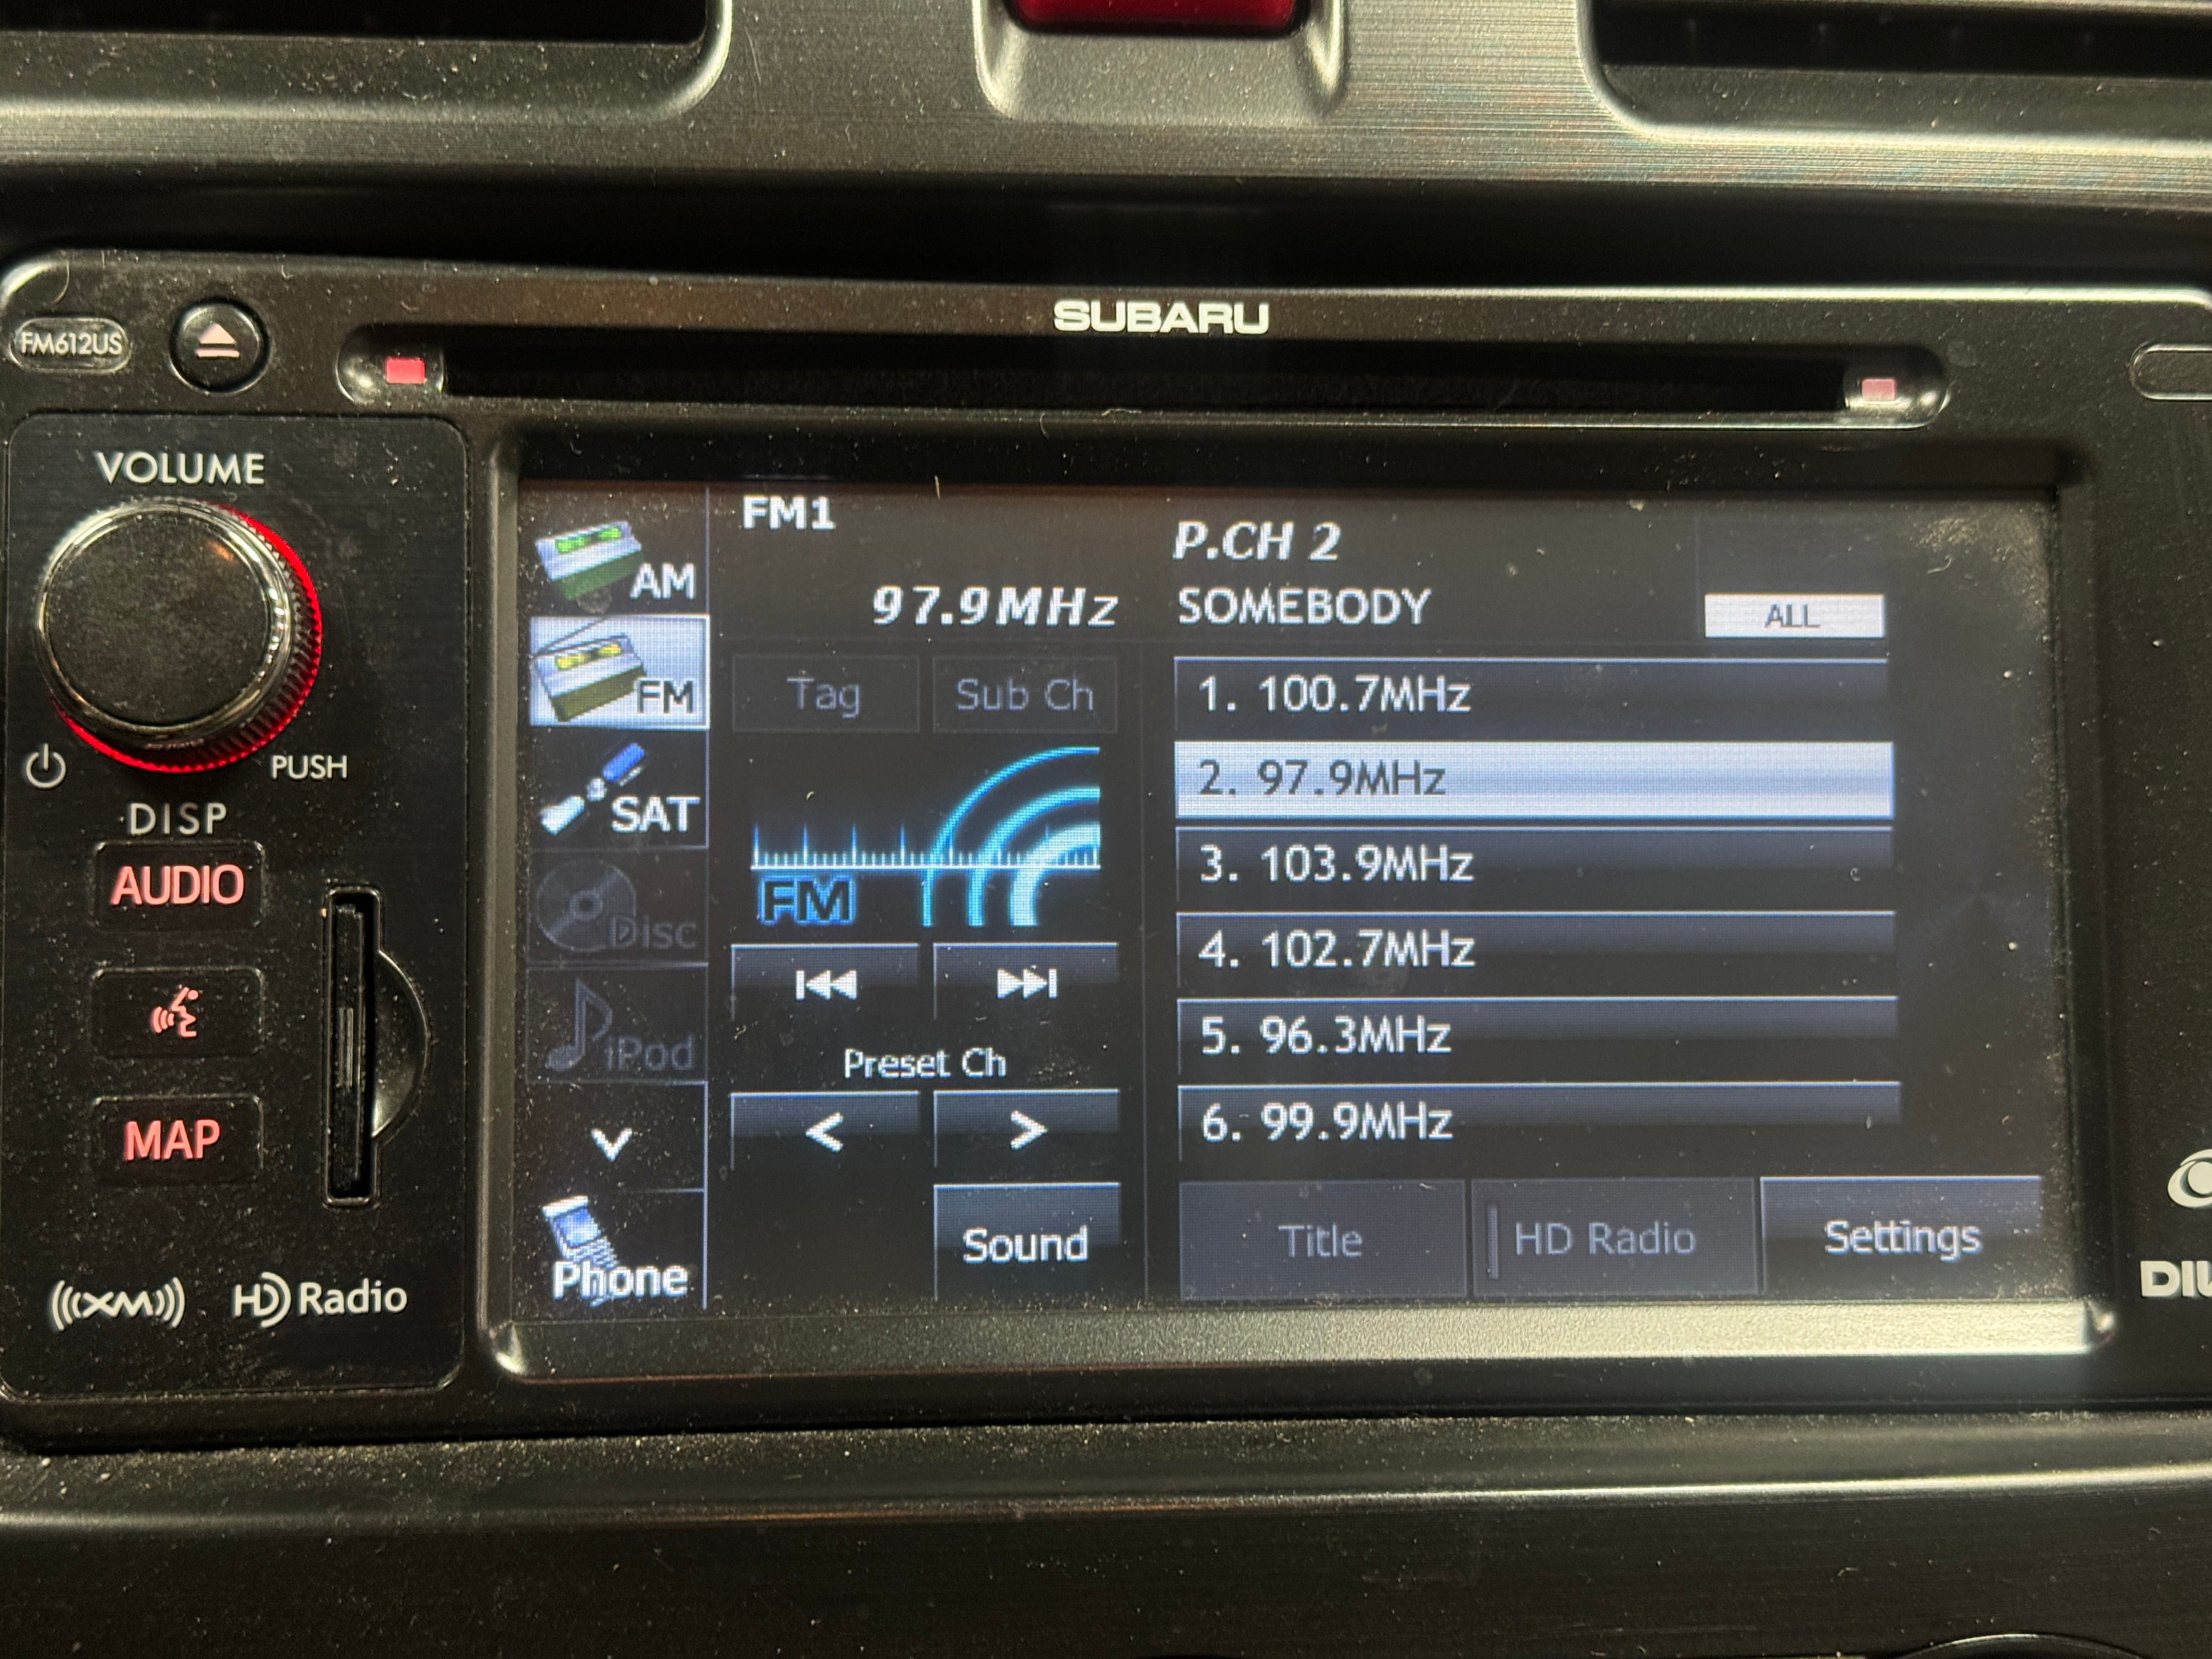 SUBARU
FM612US
VOLUME
PUSH
DISP
AUDIO
MAP
XM
HD Radio
AM
FM
SAT
Disc
iPod
Phone
FM1
97.9MHz
Tag
Sub Ch
FM
Preset Ch
<
>
Sound
P.CH 2
SOMEBODY
ALL
1. 100.7MHz
2. 97.9MHz
3. 103.9MHz
4. 102.7MHz
5. 96.3MHz
6. 99.9MHz
Title
HD Radio
Settings